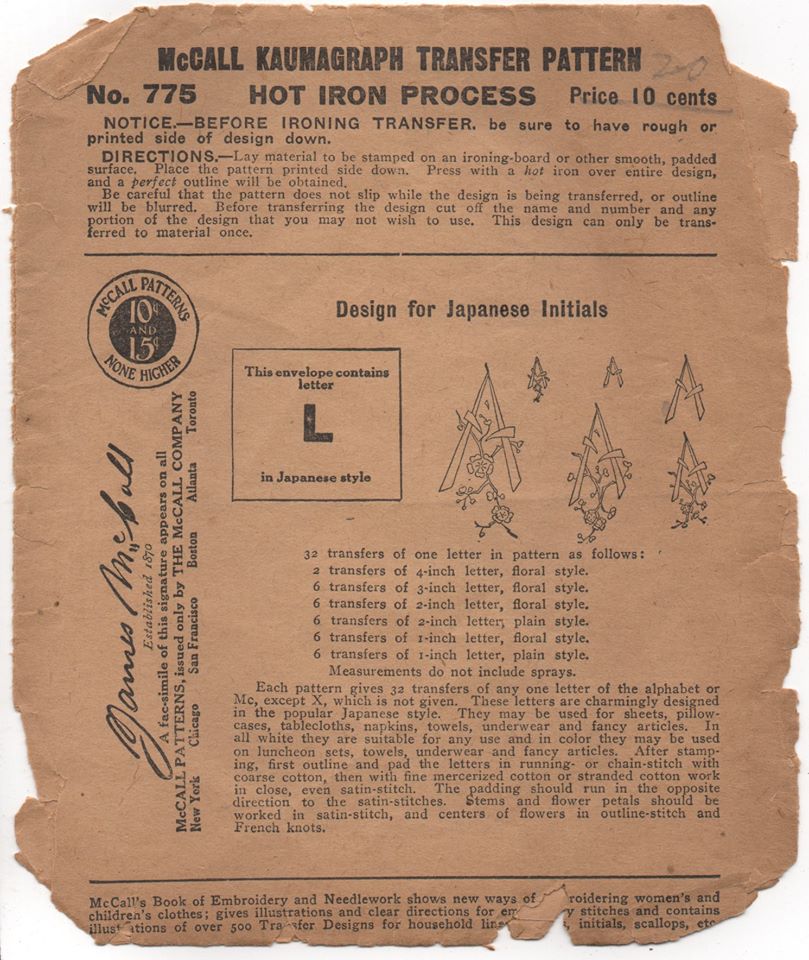 McCALL KAUMAGRAPH TRANSFER PATTERN
20
No. 775 HOT IRON PROCESS Price 10 cents
NOTICE.—BEFORE IRONING TRANSFER. be sure to have rough or
printed side of design down.
DIRECTIONS.—Lay material to be stamped on an ironing-board or other smooth, padded
surface. Place the pattern printed side down. Press with a hot iron over entire design,
and a perfect outline will be obtained.
Be careful that the pattern does not slip while the design is being transferred, or outline
will be blurred. Before transferring the design cut off the name and number and any
portion of the design that you may not wish to use. This design can only be trans-
ferred to material once.
McCALL PATTERNS
10¢
AND
15¢
NONE HIGHER
James McCall
Established 1870
A fac-simile of this signature appears on all
McCALL PATTERNS, issued only by THE McCALL COMPANY
New York Chicago San Francisco Boston Atlanta Toronto
Design for Japanese Initials
This envelope contains
letter
L
in Japanese style
A A A A A A
32 transfers of one letter in pattern as follows:
2 transfers of 4-inch letter, floral style.
6 transfers of 3-inch letter, floral style.
6 transfers of 2-inch letter, floral style.
6 transfers of 2-inch letter, plain style.
6 transfers of 1-inch letter, floral style.
6 transfers of 1-inch letter, plain style.
Measurements do not include sprays.
Each pattern gives 32 transfers of any one letter of the alphabet or
Mc, except X, which is not given. These letters are charmingly designed
in the popular Japanese style. They may be used for sheets, pillow-
cases, tablecloths, napkins, towels, underwear and fancy articles. In
all white they are suitable for any use and in color they may be used
on luncheon sets, towels, underwear and fancy articles. After stamp-
ing, first outline and pad the letters in running- or chain-stitch with
coarse cotton, then with fine mercerized cotton or stranded cotton work
in close, even satin-stitch. The padding should run in the opposite
direction to the satin-stitches. Stems and flower petals should be
worked in satin-stitch, and centers of flowers in outline-stitch and
French knots.
McCall's Book of Embroidery and Needlework shows new ways of roidering women's and
children's clothes; gives illustrations and clear directions for em y stitches and contains
illustrations of over 500 Transfer Designs for household lin , initials, scallops, etc